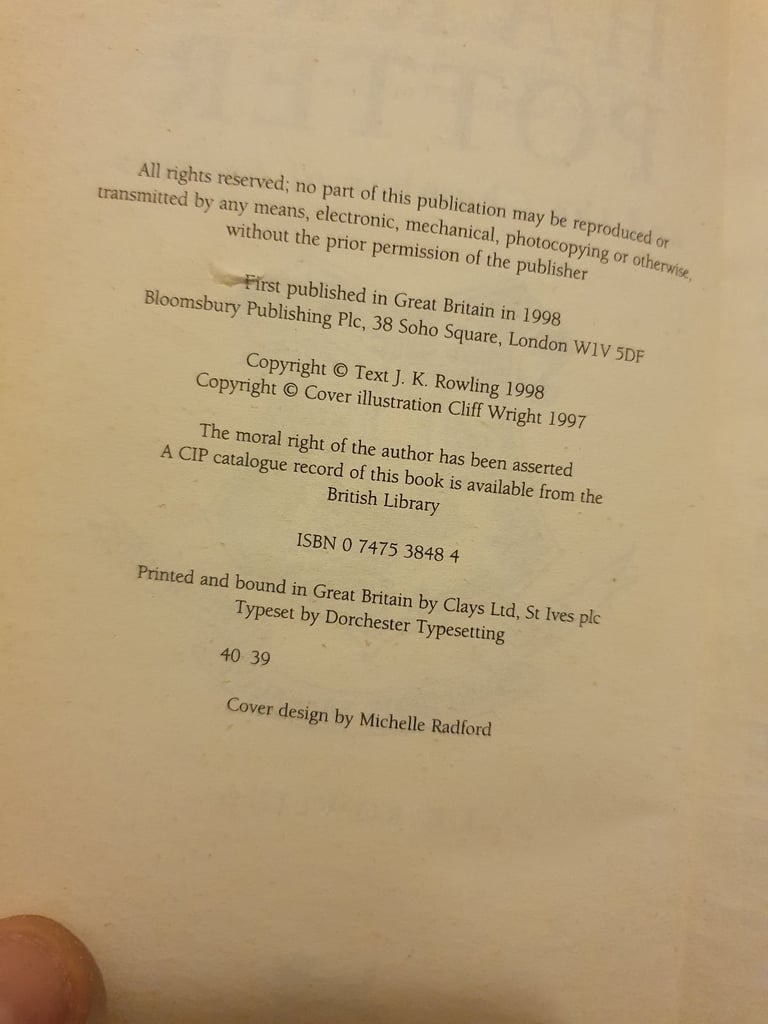 All rights reserved; no part of this publication may be reproduced or
transmitted by any means, electronic, mechanical, photocopying or otherwise,
without the prior permission of the publisher
First published in Great Britain in 1998
Bloomsbury Publishing Plc, 38 Soho Square, London W1V 5DF
Copyright © Text J. K. Rowling 1998
Copyright © Cover illustration Cliff Wright 1997
The moral right of the author has been asserted
A CIP catalogue record of this book is available from the
British Library
ISBN 0 7475 3848 4
Printed and bound in Great Britain by Clays Ltd, St Ives plc
Typeset by Dorchester Typesetting
40 39
Cover design by Michelle Radford